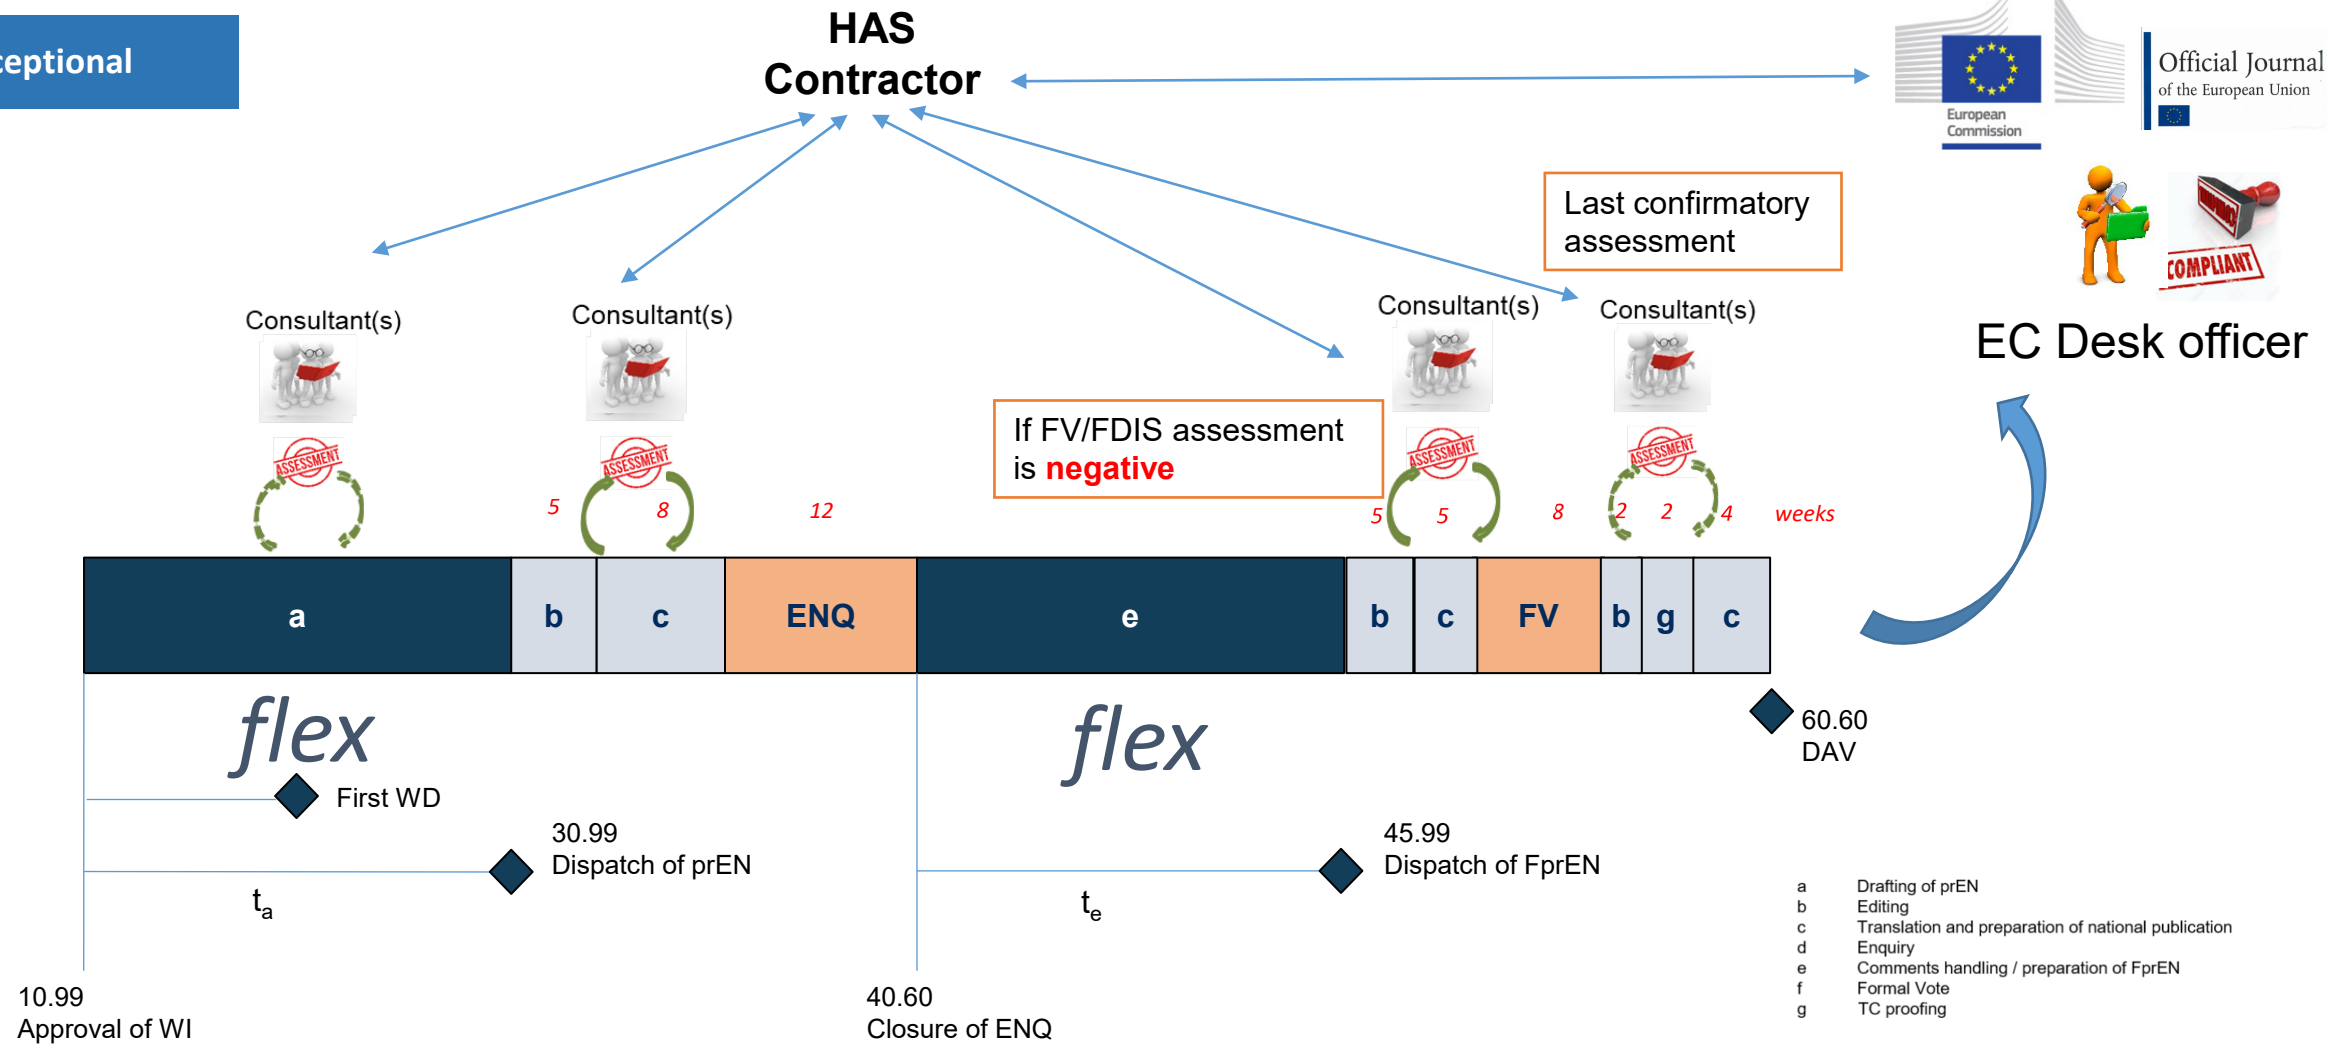 ceptional
HAS
Contractor
European
Commission
Official Journal
of the European Union
COMPLIANT
EC Desk officer
Last confirmatory
assessment
Consultant(s)
Consultant(s)
Consultant(s)
Consultant(s)
If FV/FDIS assessment
is negative
ASSESSMENT
ASSESSMENT
ASSESSMENT
ASSESSMENT
5 8 12 5 5 8 2 2 4 weeks
a b c ENQ e b c FV b g c
flex
flex
60.60
DAV
First WD
30.99
Dispatch of prEN
45.99
Dispatch of FprEN
ta
te
10.99
Approval of WI
40.60
Closure of ENQ
a Drafting of prEN
b Editing
c Translation and preparation of national publication
d Enquiry
e Comments handling / preparation of FprEN
f Formal Vote
g TC proofing